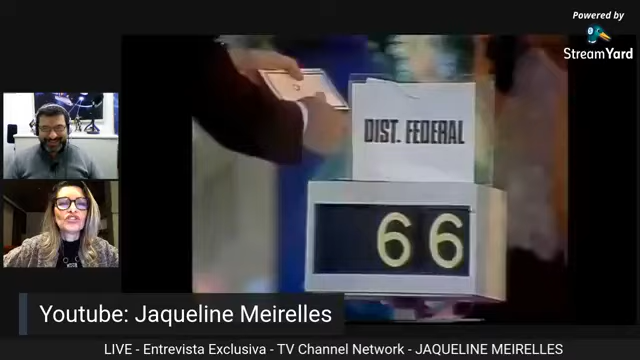 Powered by
StreamYard
DIST. FEDERAL
66
Youtube: Jaqueline Meirelles
LIVE - Entrevista Exclusiva - TV Channel Network - JAQUELINE MEIRELLES